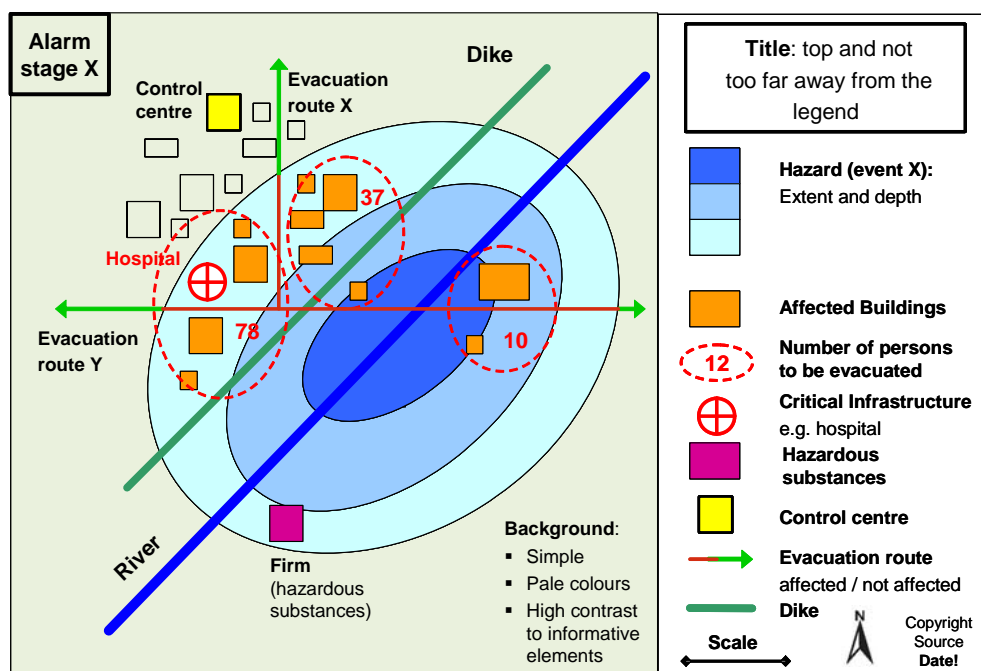 Alarm
stage X
Dike
Control
centre
Evacuation
route X
37
Hospital
78
10
Evacuation
route Y
River
Firm
(hazardous
substances)
Background:
▪ Simple
▪ Pale colours
▪ High contrast
to informative
elements
Title: top and not
too far away from the
legend
Hazard (event X):
Extent and depth
Affected Buildings
12
Number of persons
to be evacuated
Critical Infrastructure
e.g. hospital
Hazardous
substances
Control centre
Evacuation route
affected / not affected
Dike
Scale
N
Copyright
Source
Date!